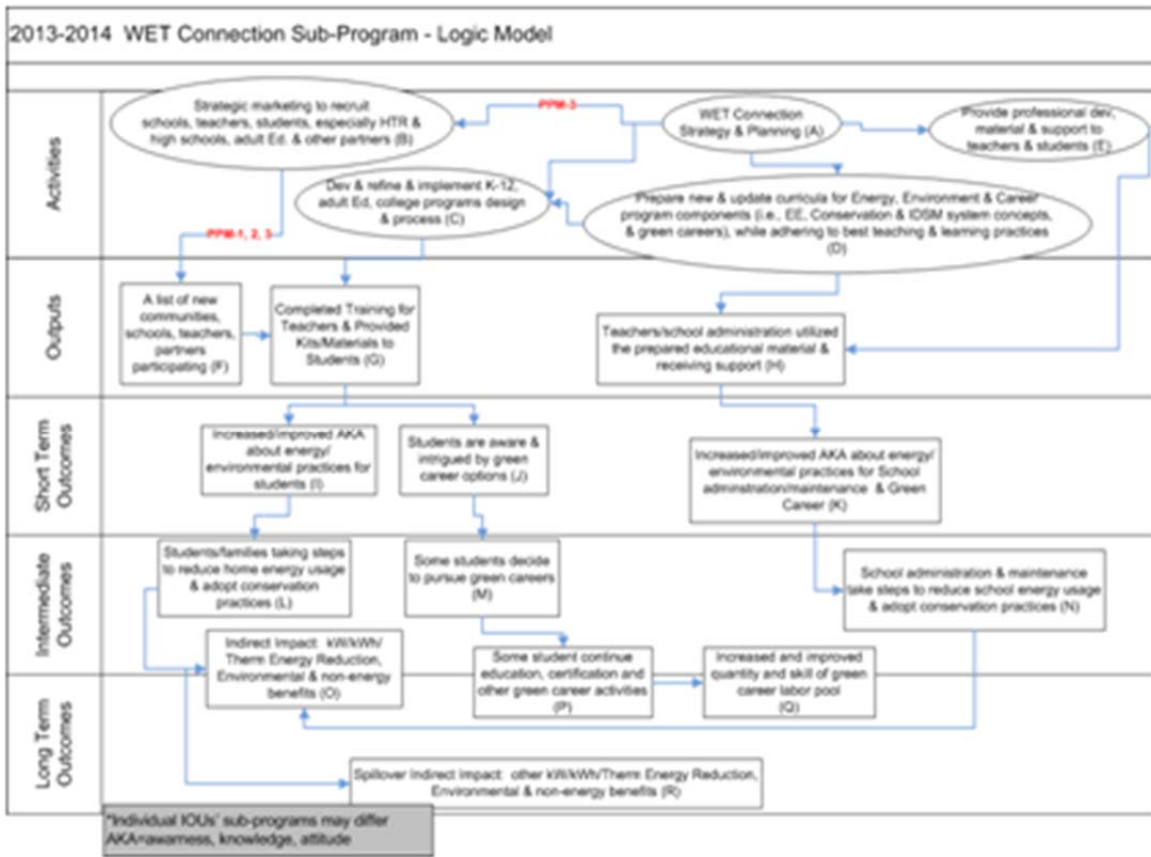 2013-2014 WET Connection Sub-Program - Logic Model
Activities
Strategic marketing to recruit
schools, teachers, students, especially HTR &
high schools, adult Ed. & other partners (B)
PPM-3
WET Connection
Strategy & Planning (A)
Provide professional dev,
material & support to
teachers & students (E)
Dev & refine & implement K-12,
adult Ed, college programs design
& process (C)
Prepare new & update curricula for Energy, Environment & Career
program components (i.e., EE, Conservation & IDSM system concepts,
& green careers), while adhering to best teaching & learning practices
(D)
PPM-1, 2, 3
Outputs
A list of new
communities,
schools, teachers,
partners
participating (F)
Completed Training for
Teachers & Provided
Kits/Materials to
Students (G)
Teachers/school administration utilized
the prepared educational material &
receiving support (H)
Short Term
Outcomes
Increased/improved AKA
about energy/
environmental practices for
students (I)
Students are aware &
intrigued by green
career options (J)
Increased/improved AKA about energy/
environmental practices for School
adminstration/maintenance & Green
Career (K)
Intermediate
Outcomes
Students/families taking steps
to reduce home energy usage
& adopt conservation
practices (L)
Some students decide
to pursue green careers
(M)
School administration & maintenance
take steps to reduce school energy usage
& adopt conservation practices (N)
Indirect Impact: kW/kWh/
Therm Energy Reduction,
Environmental & non-energy
benefits (O)
Some student continue
education, certification and
other green career activities
(P)
Increased and improved
quantity and skill of green
career labor pool
(Q)
Long Term
Outcomes
Spillover Indirect Impact: other kW/kWh/Therm Energy Reduction,
Environmental & non-energy benefits (R)
*Individual IOUs' sub-programs may differ
AKA=awarness, knowledge, attitude